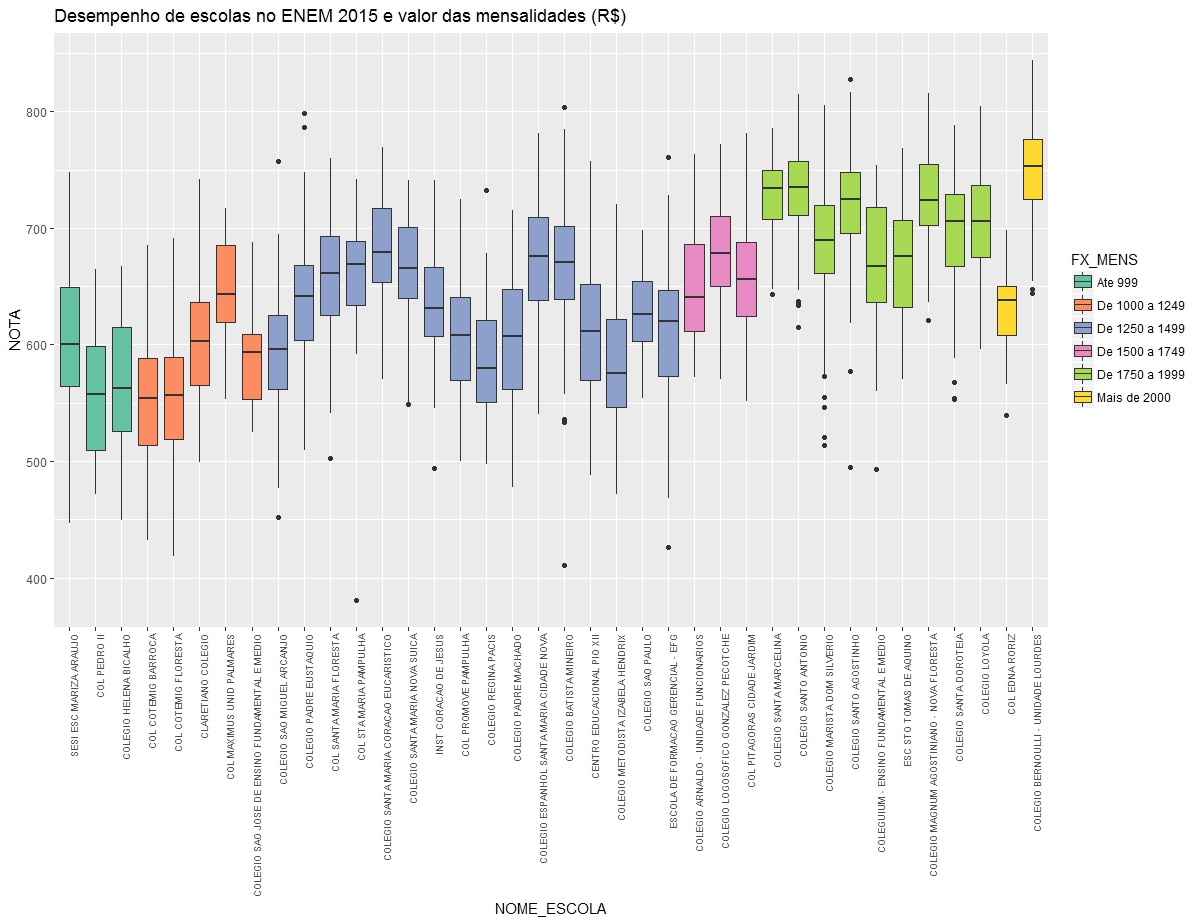 Desempenho de escolas no ENEM 2015 e valor das mensalidades (R$)
NOTA
800
700
600
500
400
FX_MENS
Ate 999
De 1000 a 1249
De 1250 a 1499
De 1500 a 1749
De 1750 a 1999
Mais de 2000
SESI ESC MARIZA ARAUJO
COL PEDRO II
COLEGIO HELENA BICALHO
COL COTEMIG BARROCA
COL COTEMIG FLORESTA
CLARETIANO COLEGIO
COL MAXIMUS UNID PALMARES
COLEGIO SAO JOSE DE ENSINO FUNDAMENTAL E MEDIO
COLEGIO SAO MIGUEL ARCANJO
COLEGIO PADRE EUSTAQUIO
COL SANTA MARIA FLORESTA
COL STA MARIA PAMPULHA
COLEGIO SANTA MARIA CORACAO EUCARISTICO
COLEGIO SANTA MARIA NOVA SUICA
INST CORACAO DE JESUS
COL PROMOVE PAMPULHA
COLEGIO REGINA PACIS
COLEGIO PADRE MACHADO
COLEGIO ESPANHOL SANTA MARIA CIDADE NOVA
COLEGIO BATISTA MINEIRO
CENTRO EDUCACIONAL PIO XII
COLEGIO METODISTA IZABELA HENDRIX
COLEGIO SAO PAULO
ESCOLA DE FORMACAO GERENCIAL - EFG
COLEGIO ARNALDO - UNIDADE FUNCIONARIOS
COLEGIO LOGOSOFICO GONZALEZ PECOTCHE
COL PITAGORAS CIDADE JARDIM
COLEGIO SANTA MARCELINA
COLEGIO SANTO ANTONIO
COLEGIO MARISTA DOM SILVERIO
COLEGIO SANTO AGOSTINHO
COLEGUIUM - ENSINO FUNDAMENTAL E MEDIO
ESC STO TOMAS DE AQUINO
COLEGIO MAGNUM AGOSTINIANO - NOVA FLORESTA
COLEGIO SANTA DOROTEIA
COLEGIO LOYOLA
COL EDNA RORIZ
COLEGIO BERNOULLI - UNIDADE LOURDES
NOME_ESCOLA